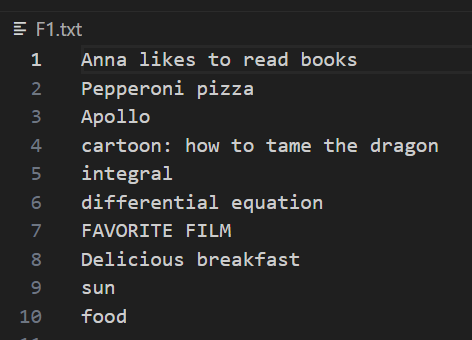 F1.txt
1 Anna likes to read books
2 Pepperoni pizza
3 Apollo
4 cartoon: how to tame the dragon
5 integral
6 differential equation
7 FAVORITE FILM
8 Delicious breakfast
9 sun
10 food